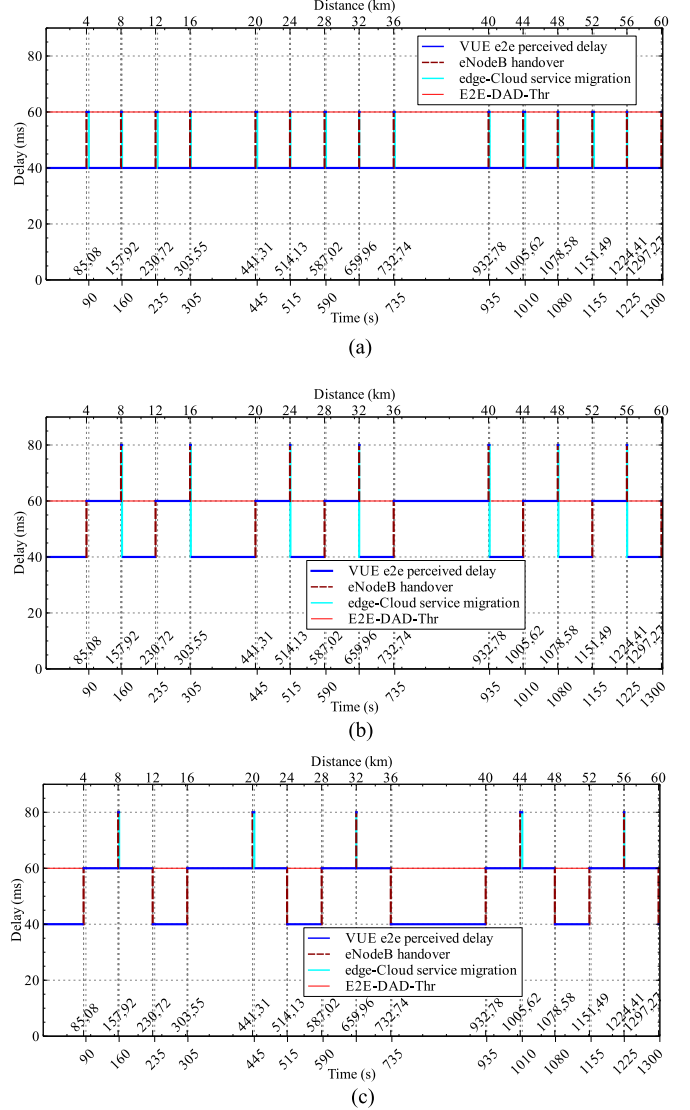 Distance (km)
4 8 12 16 20 24 28 32 36 40 44 48 52 56 60
80
60
40
20
0
Delay (ms)
VUE e2e perceived delay
eNodeB handover
edge-Cloud service migration
E2E-DAD-Thr
85,08 157,92 230,72 303,55 441,31 514,13 587,02 659,96 732,74 932,78 1005,62 1078,58 1151,49 1224,41 1297,27
90 160 235 305 445 515 590 735 935 1010 1080 1155 1225 1300
Time (s)
(a)
Distance (km)
4 8 12 16 20 24 28 32 36 40 44 48 52 56 60
80
60
40
20
0
Delay (ms)
VUE e2e perceived delay
eNodeB handover
edge-Cloud service migration
E2E-DAD-Thr
85,08 157,92 230,72 303,55 441,31 514,13 587,02 659,96 732,74 932,78 1005,62 1078,58 1151,49 1224,41 1297,27
90 160 235 305 445 515 590 735 935 1010 1080 1155 1225 1300
Time (s)
(b)
Distance (km)
4 8 12 16 20 24 28 32 36 40 44 48 52 56 60
80
60
40
20
0
Delay (ms)
VUE e2e perceived delay
eNodeB handover
edge-Cloud service migration
E2E-DAD-Thr
85,08 157,92 230,72 303,55 441,31 514,13 587,02 659,96 732,74 932,78 1005,62 1078,58 1151,49 1224,41 1297,27
90 160 235 305 445 515 590 735 935 1010 1080 1155 1225 1300
Time (s)
(c)